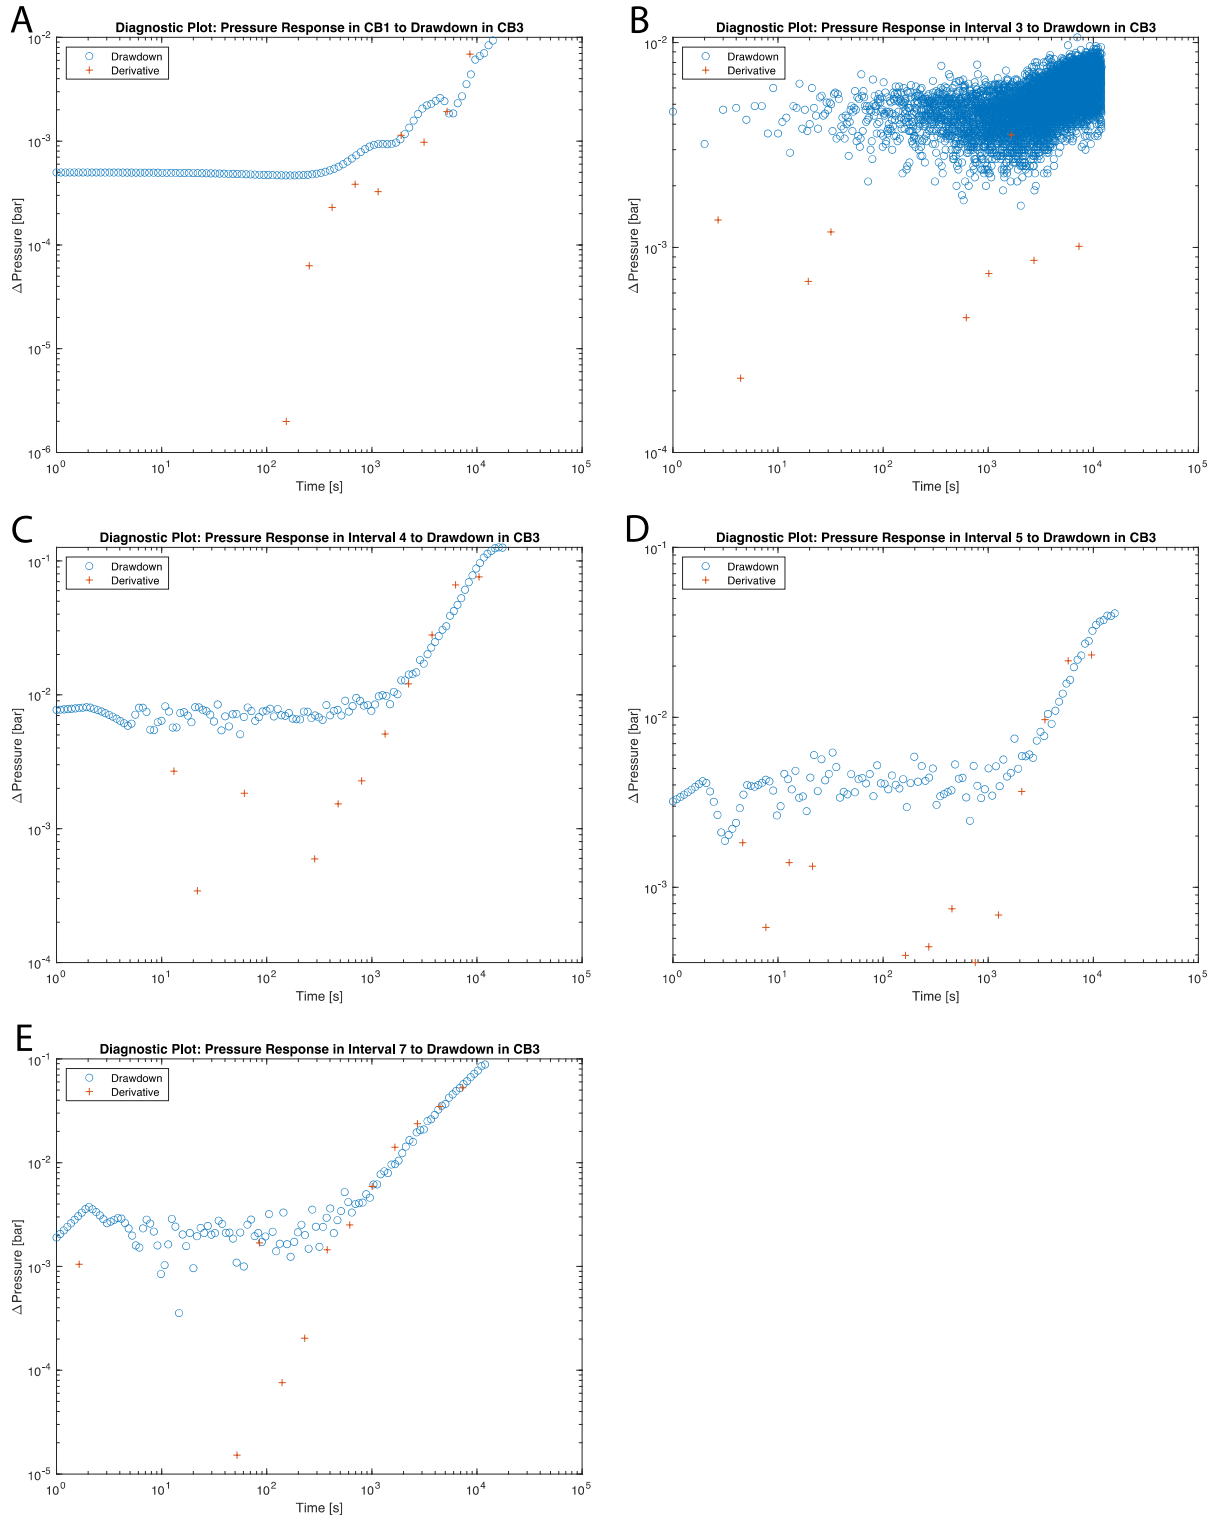 A
Diagnostic Plot: Pressure Response in CB1 to Drawdown in CB3
Drawdown
Derivative
10^-2
10^-3
10^-4
10^-5
10^-6
Δ Pressure [bar]
10^0 10^1 10^2 10^3 10^4 10^5
Time [s]
B
Diagnostic Plot: Pressure Response in Interval 3 to Drawdown in CB3
Drawdown
Derivative
10^-2
10^-3
10^-4
Δ Pressure [bar]
10^0 10^1 10^2 10^3 10^4 10^5
Time [s]
C
Diagnostic Plot: Pressure Response in Interval 4 to Drawdown in CB3
Drawdown
Derivative
10^-1
10^-2
10^-3
10^-4
Δ Pressure [bar]
10^0 10^1 10^2 10^3 10^4 10^5
Time [s]
D
Diagnostic Plot: Pressure Response in Interval 5 to Drawdown in CB3
Drawdown
Derivative
10^-1
10^-2
10^-3
Δ Pressure [bar]
10^0 10^1 10^2 10^3 10^4 10^5
Time [s]
E
Diagnostic Plot: Pressure Response in Interval 7 to Drawdown in CB3
Drawdown
Derivative
10^-1
10^-2
10^-3
10^-4
10^-5
Δ Pressure [bar]
10^0 10^1 10^2 10^3 10^4 10^5
Time [s]